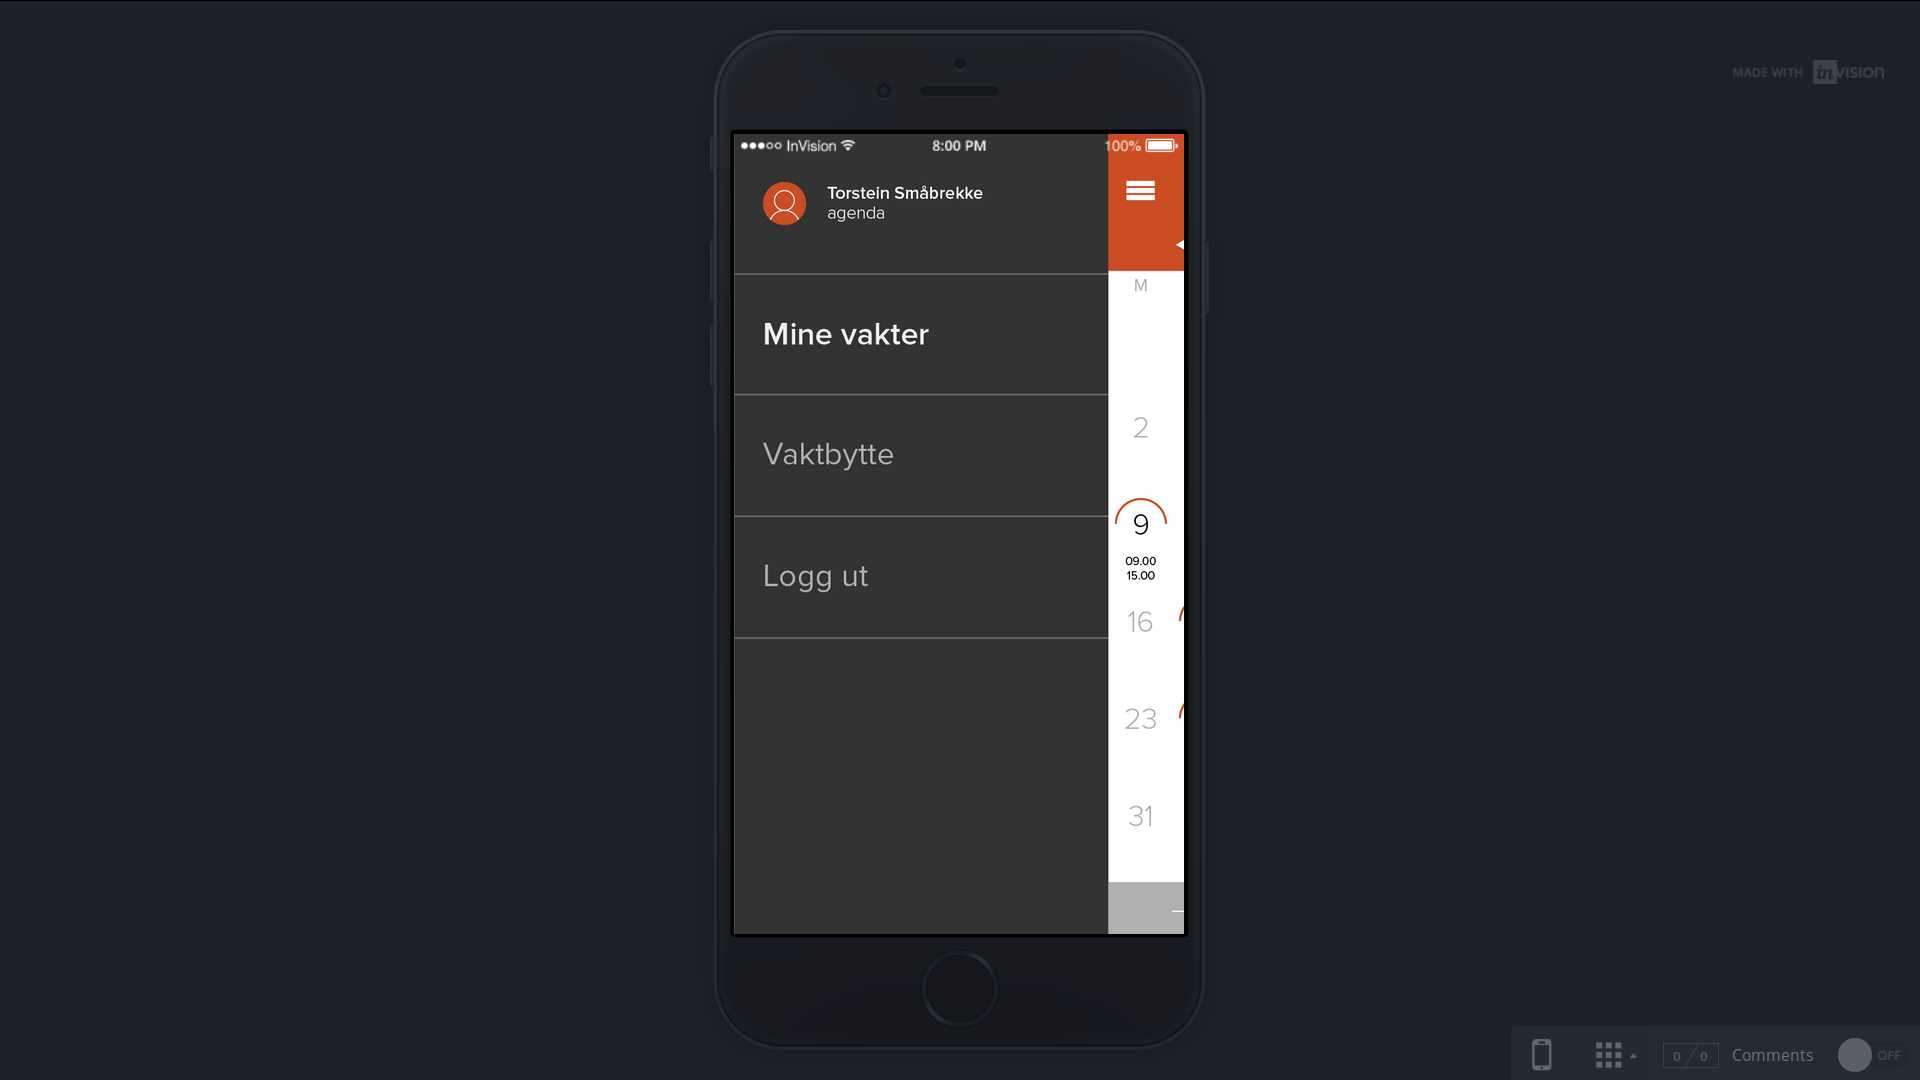 MADE WITH inVISION
InVision 8:00 PM 100%
Torstein Småbrekke
agenda
M
Mine vakter
2
Vaktbytte
9
09.00
15.00
Logg ut
16
23
31
0 / 0 Comments OFF